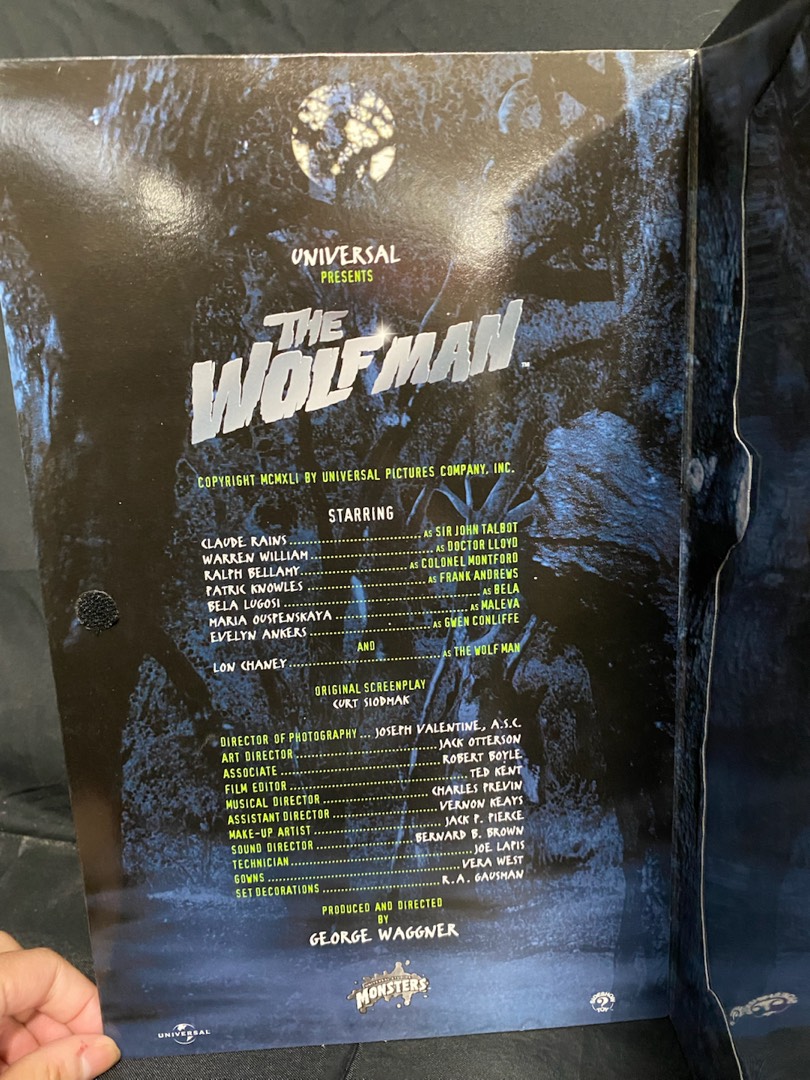 UNIVERSAL
PRESENTS
THE
WOLF MAN™
COPYRIGHT MCMXLI BY UNIVERSAL PICTURES COMPANY, INC.
STARRING
CLAUDE RAINS..............................AS SIR JOHN TALBOT
WARREN WILLIAM..............................AS DOCTOR LLOYD
RALPH BELLAMY..............................AS COLONEL MONTFORD
PATRIC KNOWLES..............................AS FRANK ANDREWS
BELA LUGOSI..............................AS BELA
MARIA OUSPENSKAYA..............................AS MALEVA
EVELYN ANKERS..............................AS GWEN CONLIFFE
AND
LON CHANEY..............................AS THE WOLF MAN
ORIGINAL SCREENPLAY
CURT SIODMAK
DIRECTOR OF PHOTOGRAPHY ... JOSEPH VALENTINE, A.S.C.
ART DIRECTOR..............................JACK OTTERSON
ASSOCIATE..............................ROBERT BOYLE
FILM EDITOR..............................TED KENT
MUSICAL DIRECTOR..............................CHARLES PREVIN
ASSISTANT DIRECTOR..............................VERNON KEAYS
MAKE-UP ARTIST..............................JACK P. PIERCE
SOUND DIRECTOR..............................BERNARD B. BROWN
TECHNICIAN..............................JOE LAPIS
GOWNS..............................VERA WEST
SET DECORATIONS..............................R.A. GAUSMAN
PRODUCED AND DIRECTED
BY
GEORGE WAGGNER
MONSTERS
UNIVERSAL
?
TOY